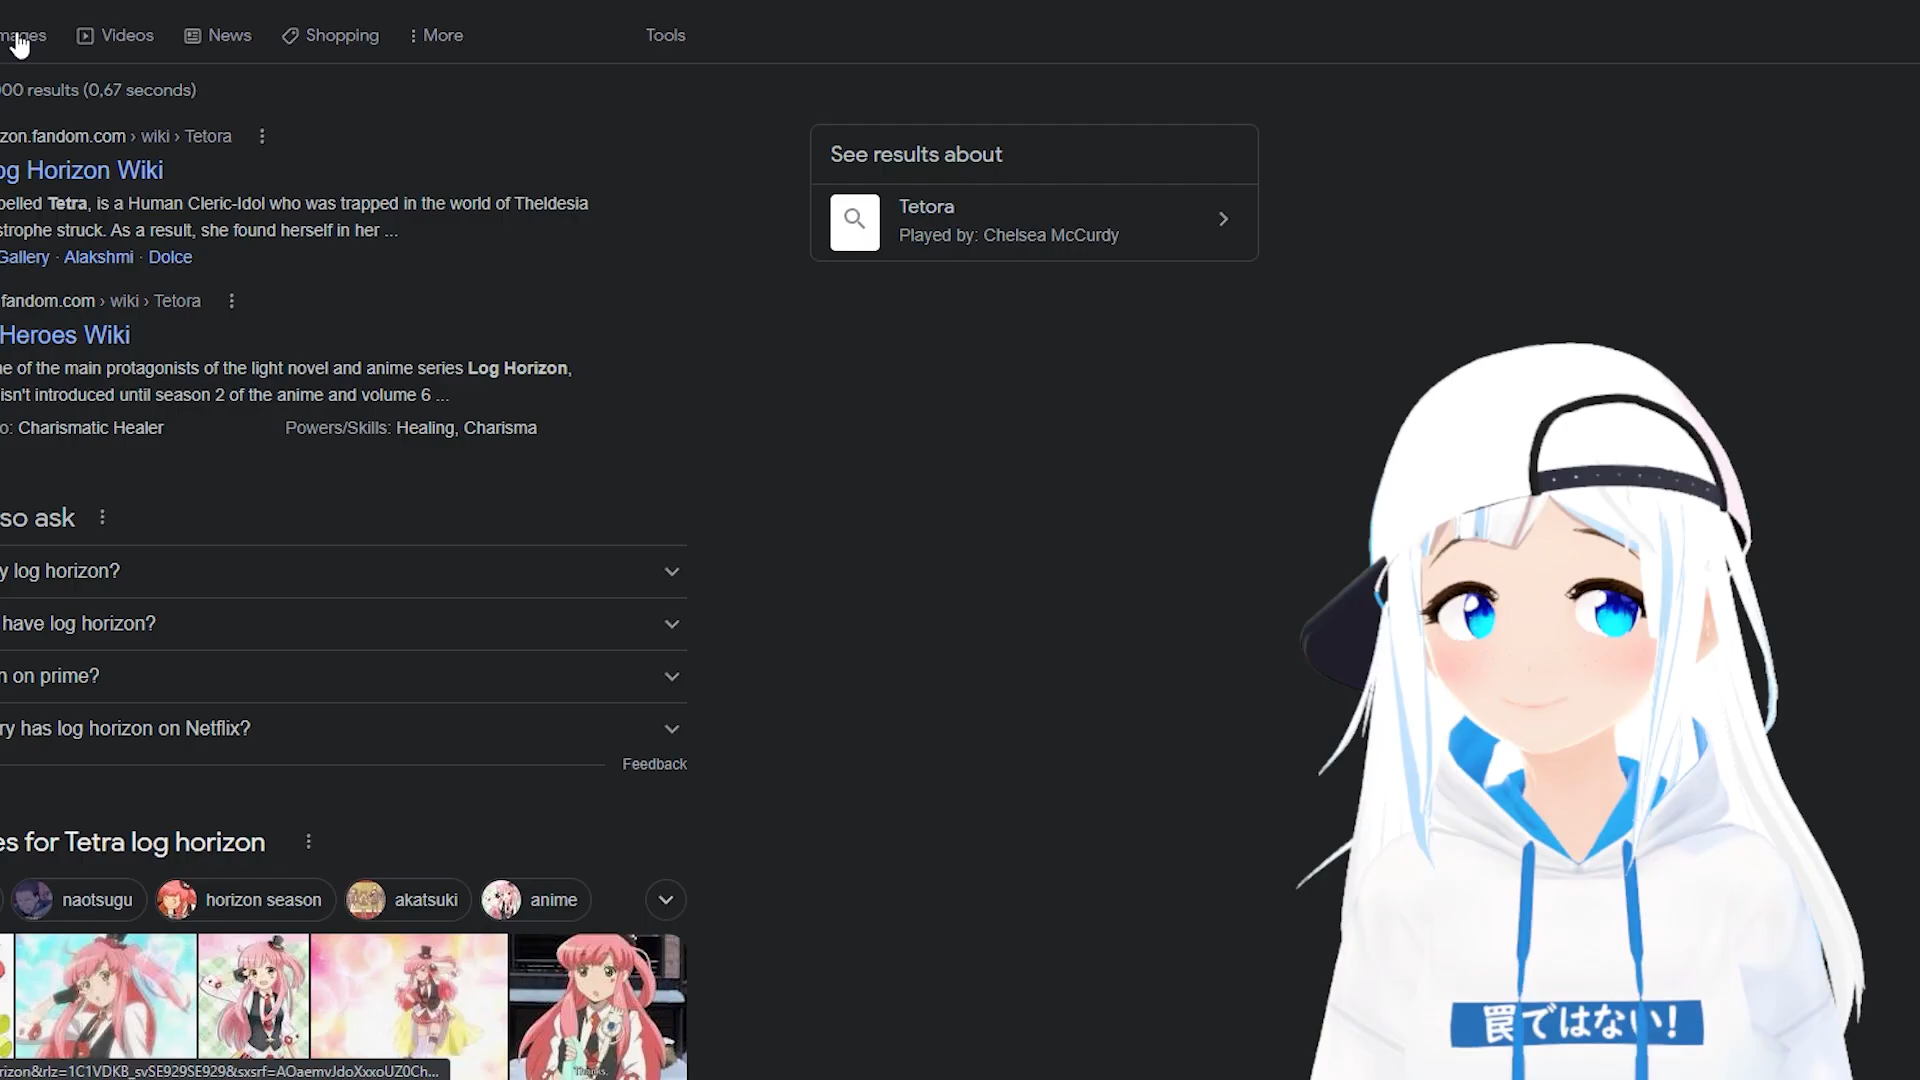 mages Videos News Shopping More Tools
00 results (0,67 seconds)
zon.fandom.com › wiki › Tetora
og Horizon Wiki
pelled Tetra, is a Human Cleric-Idol who was trapped in the world of Theldesia
strophe struck. As a result, she found herself in her ...
Gallery · Alakshmi · Dolce
fandom.com › wiki › Tetora
Heroes Wiki
ne of the main protagonists of the light novel and anime series Log Horizon,
isn't introduced until season 2 of the anime and volume 6 ...
o: Charismatic Healer Powers/Skills: Healing, Charisma
so ask
y log horizon?
have log horizon?
n on prime?
ry has log horizon on Netflix?
Feedback
es for Tetra log horizon
naotsugu horizon season akatsuki anime
Thanks.
rizon&rlz=1C1VDKB_svSE929SE929&sxsrf=AOaemvJdoXxxoUZ0Ch...
See results about
Tetora
Played by: Chelsea McCurdy
罠ではない!